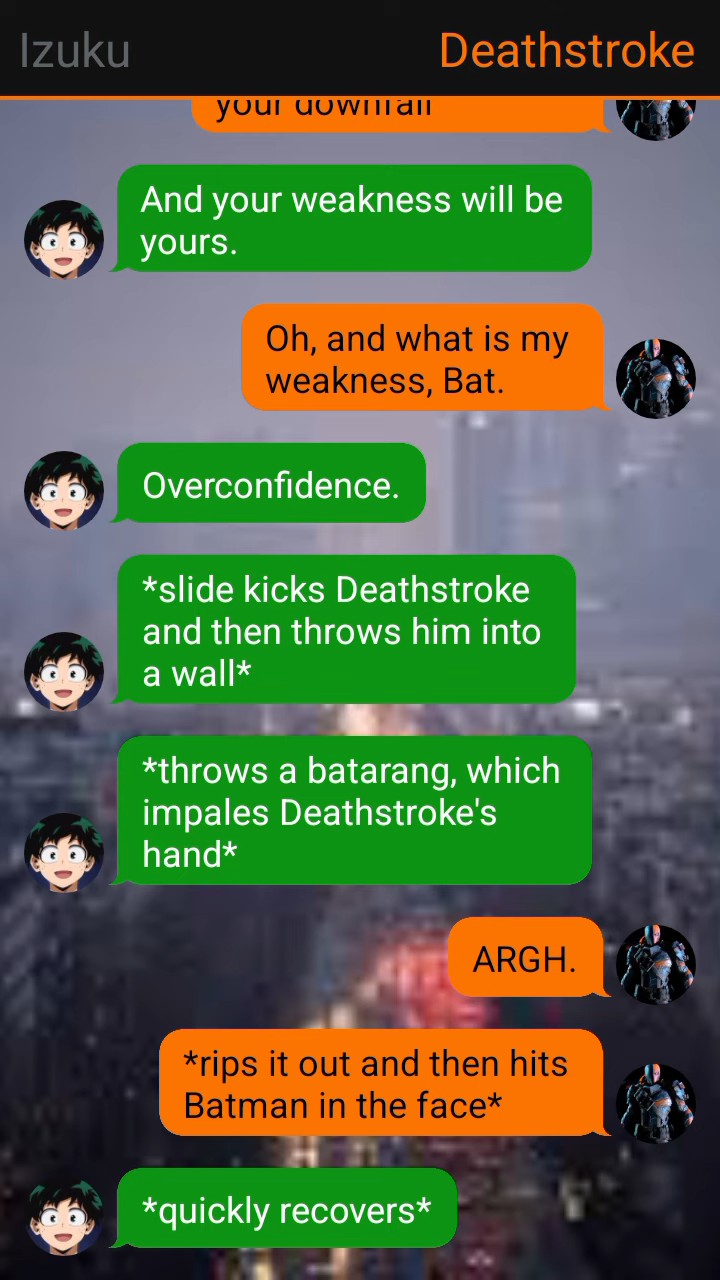 Izuku
Deathstroke
your downfall
And your weakness will be
yours.
Oh, and what is my
weakness, Bat.
Overconfidence.
*slide kicks Deathstroke
and then throws him into
a wall*
*throws a batarang, which
impales Deathstroke's
hand*
ARGH.
*rips it out and then hits
Batman in the face*
*quickly recovers*